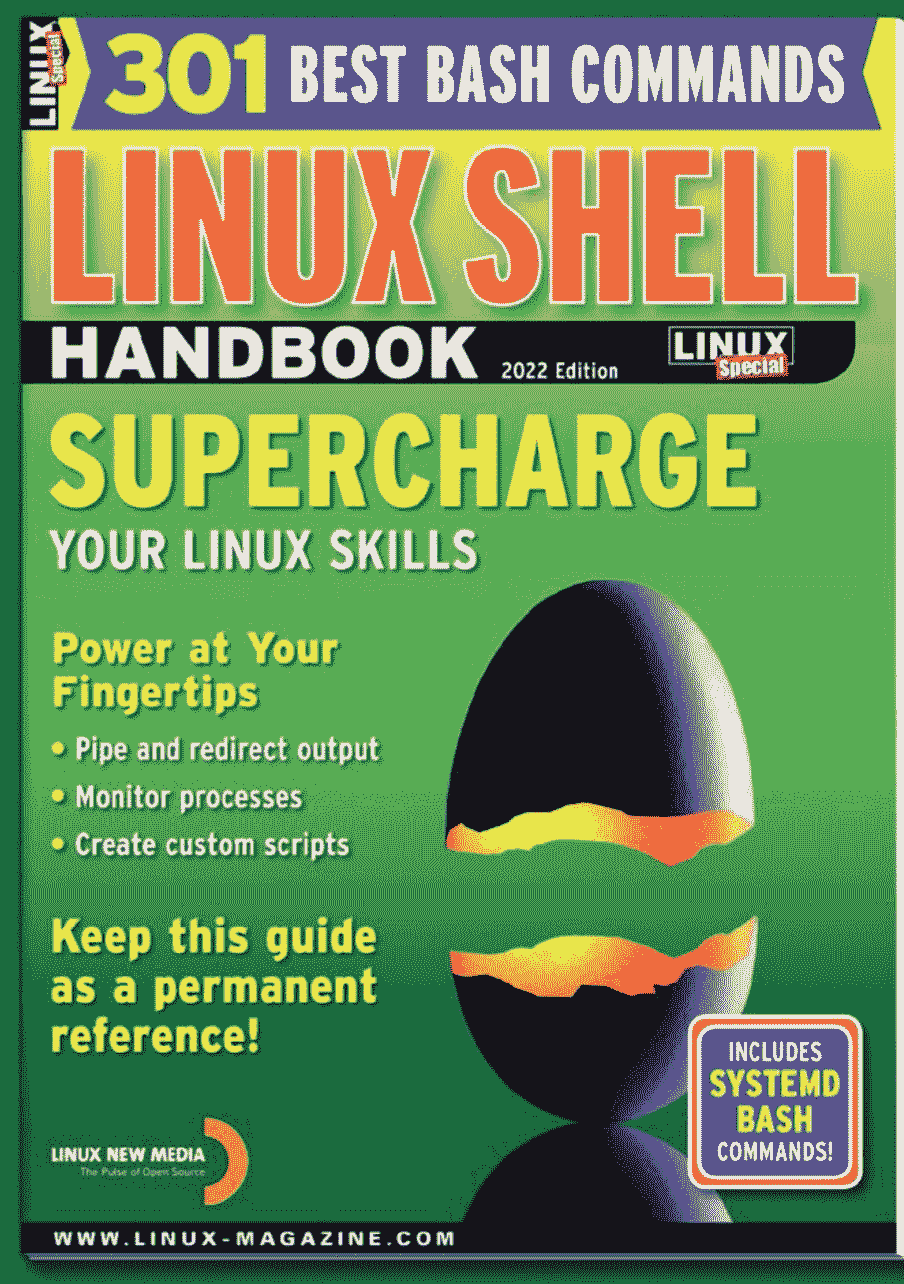 LINUX
Special
301 BEST BASH COMMANDS
LINUX SHELL
HANDBOOK
2022 Edition
LINUX
Special
SUPERCHARGE
YOUR LINUX SKILLS
Power at Your
Fingertips
• Pipe and redirect output
• Monitor processes
• Create custom scripts
Keep this guide
as a permanent
reference!
INCLUDES
SYSTEMD
BASH
COMMANDS!
LINUX NEW MEDIA
The Pulse of Open Source
WWW.LINUX-MAGAZINE.COM